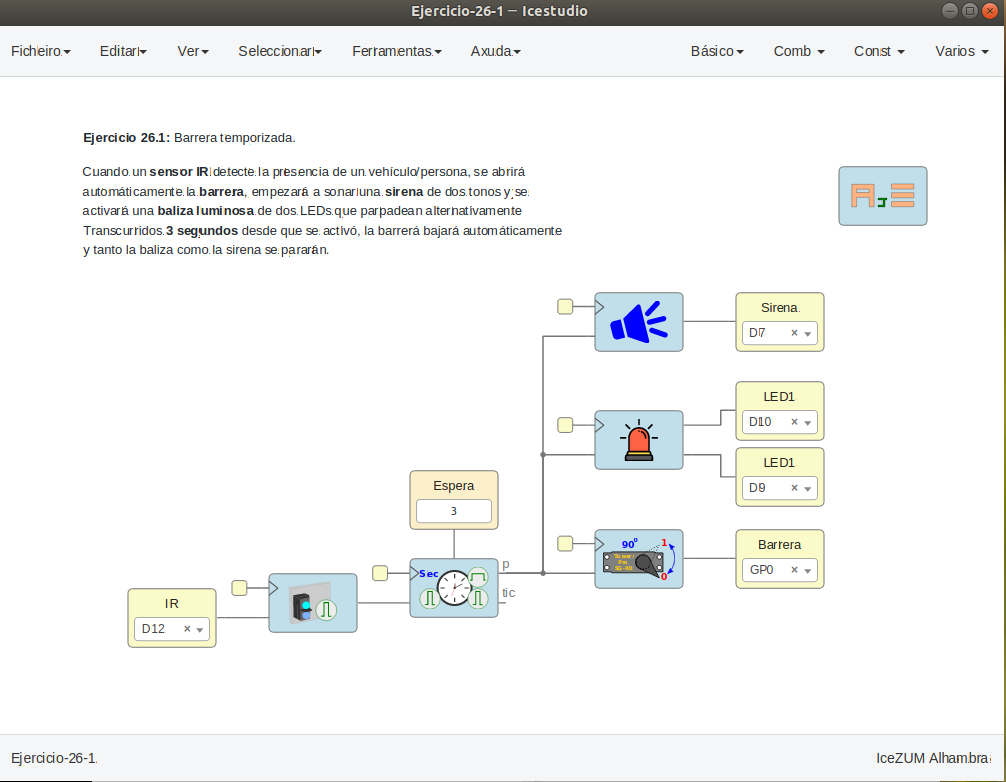 Ejercicio-26-1 — Icestudio
Ficheiro Editar Ver Seleccionar Ferramentas Axuda Básico Comb Const Varios
Ejercicio 26.1: Barrera temporizada.
Cuando un sensor IR detecte la presencia de un vehículo/persona, se abrirá
automáticamente la barrera, empezará a sonar una sirena de dos tonos y se
activará una baliza luminosa de dos LEDs que parpadean alternativamente
Transcurridos 3 segundos desde que se activó, la barrerá bajará automáticamente
y tanto la baliza como la sirena se pararán.
Sirena
D7
LED1
D10
LED1
D9
Espera
3
90º
1
0
Barrera
GP0
Sec
p
tic
IR
D12
Ejercicio-26-1
IceZUM Alhambra